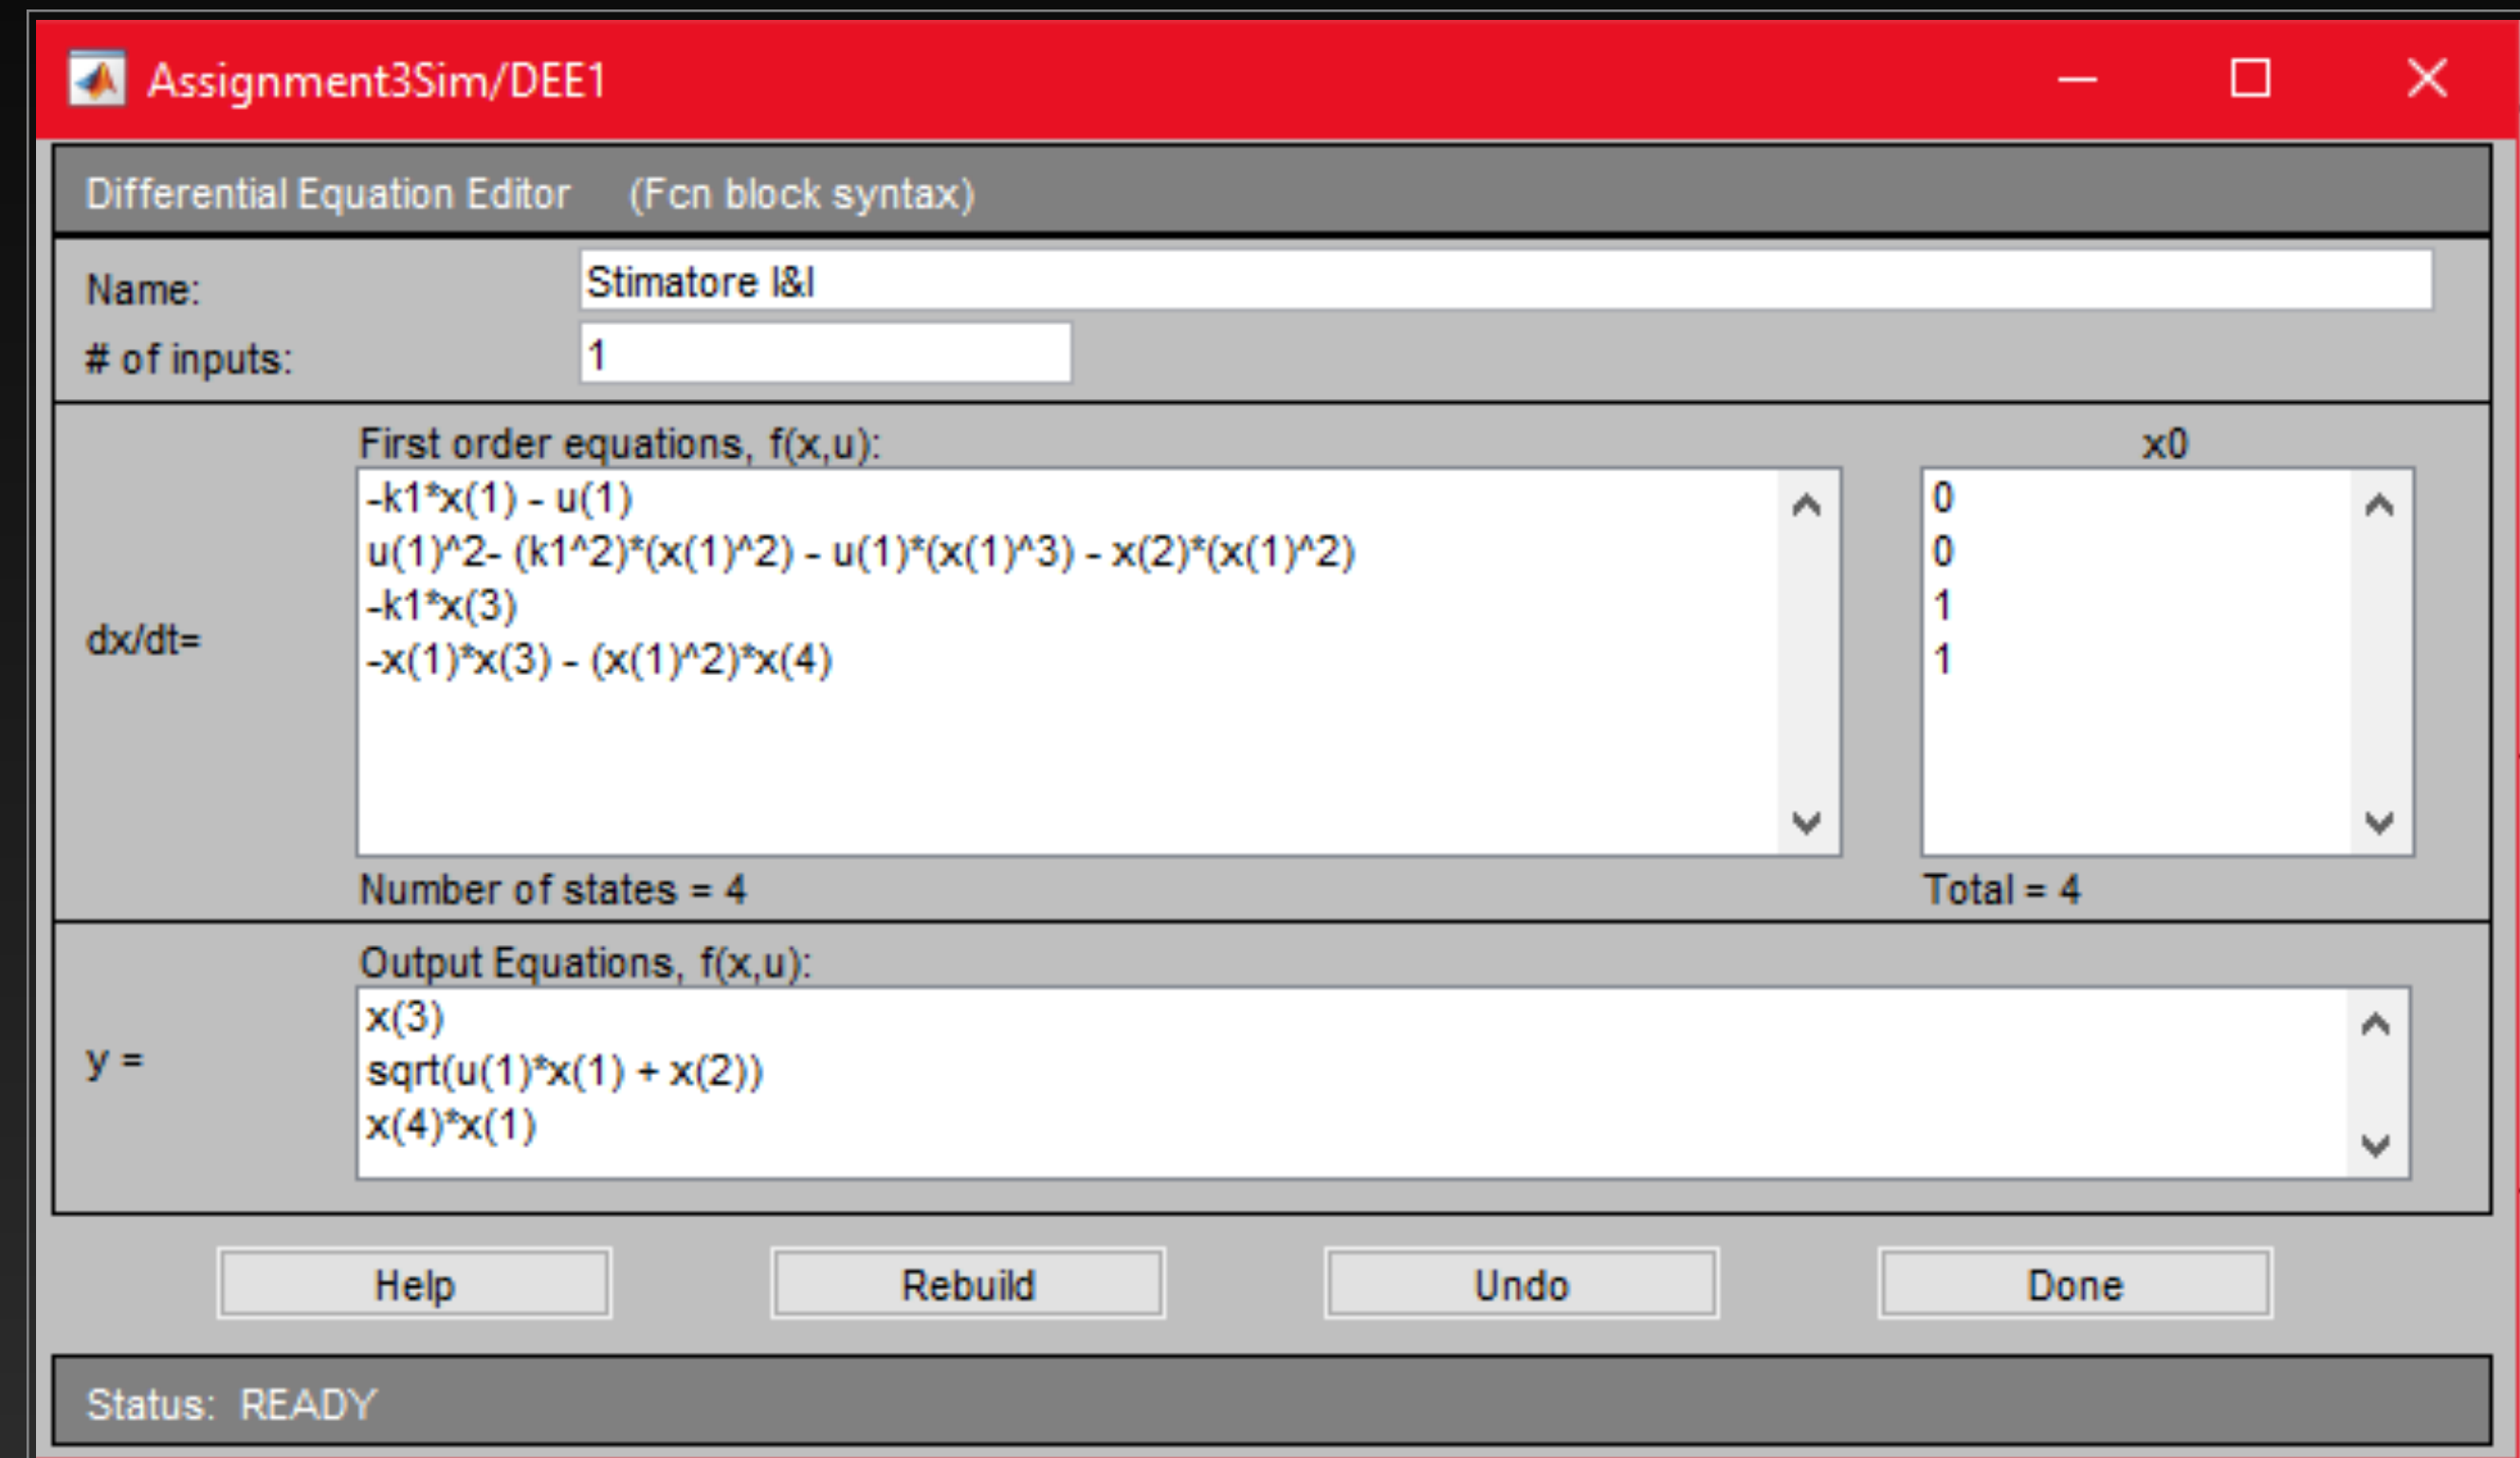 Assignment3Sim/DEE1
Differential Equation Editor (Fcn block syntax)
Name: Stimatore I&I
# of inputs: 1
First order equations, f(x,u): x0
-k1*x(1) - u(1) 0
u(1)^2- (k1^2)*(x(1)^2) - u(1)*(x(1)^3) - x(2)*(x(1)^2) 0
-k1*x(3) 1
dx/dt= -x(1)*x(3) - (x(1)^2)*x(4) 1
Number of states = 4 Total = 4
Output Equations, f(x,u):
x(3)
y = sqrt(u(1)*x(1) + x(2))
x(4)*x(1)
Help Rebuild Undo Done
Status: READY